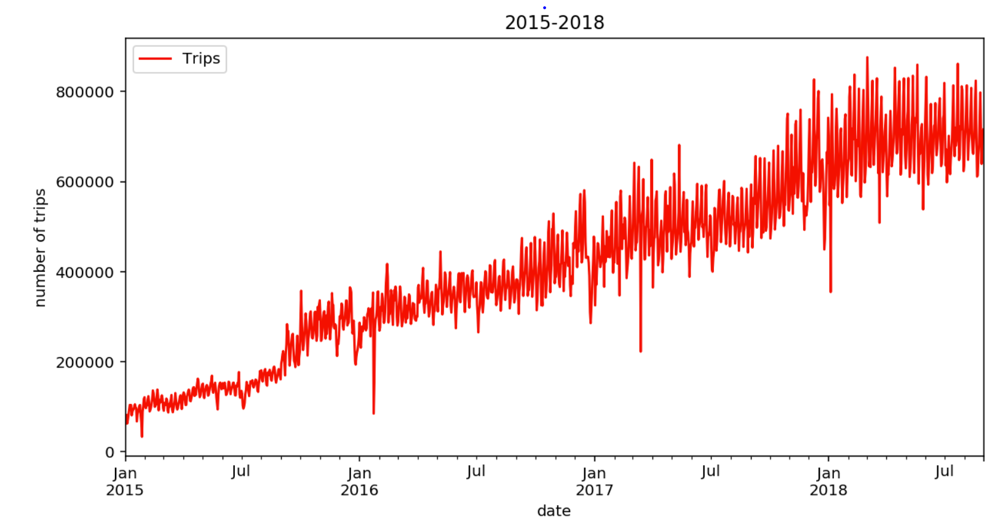 2015-2018
Trips
800000
600000
400000
200000
0
number of trips
Jan Jul Jan Jul Jan Jul Jan Jul
2015 2016 2017 2018
date